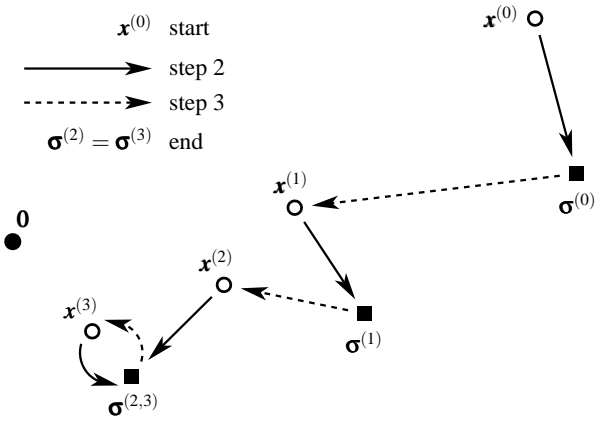 𝒙⁽⁰⁾ start
step 2
step 3
𝛔⁽²⁾ = 𝛔⁽³⁾ end
𝒙⁽⁰⁾
𝛔⁽⁰⁾
𝒙⁽¹⁾
𝟎
𝒙⁽²⁾
𝛔⁽¹⁾
𝒙⁽³⁾
𝛔⁽²,³⁾